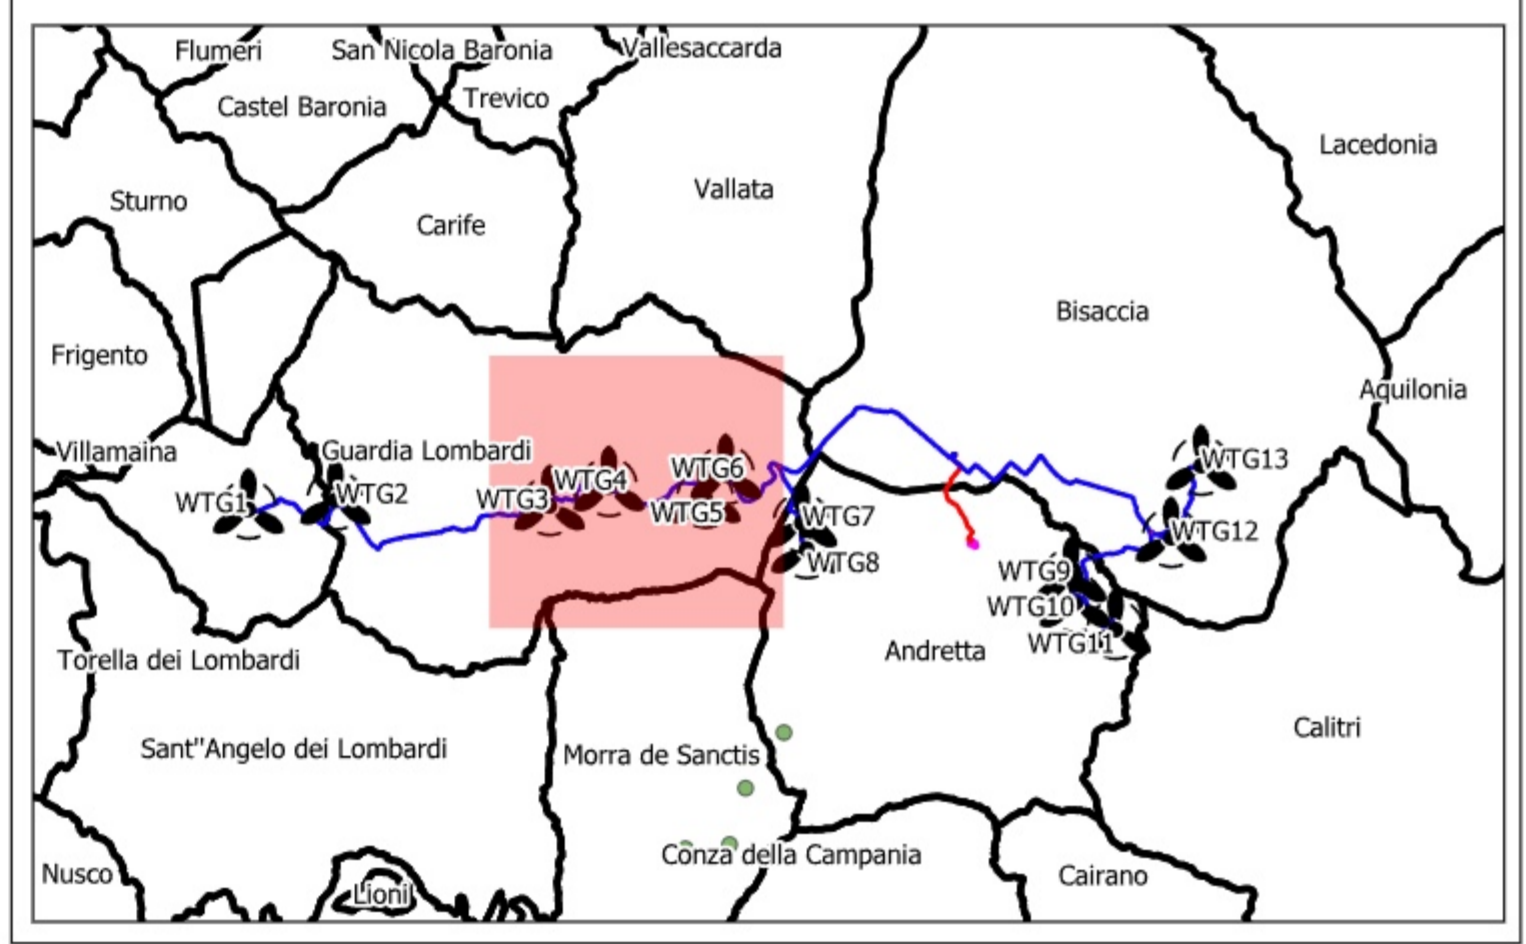 Flumeri
San Nicola Baronia
Vallesaccarda
Castel Baronia
Trevico
Lacedonia
Sturno
Vallata
Carife
Bisaccia
Frigento
Aquilonia
Villamaina
Guardia Lombardi
WTG13
WTG6
WTG4
WTG2
WTG3
WTG1
WTG5
WTG7
WTG12
WTG8
WTG9
WTG10
WTG11
Andretta
Torella dei Lombardi
Calitri
Sant"Angelo dei Lombardi
Morra de Sanctis
Conza della Campania
Nusco
Cairano
Lioni